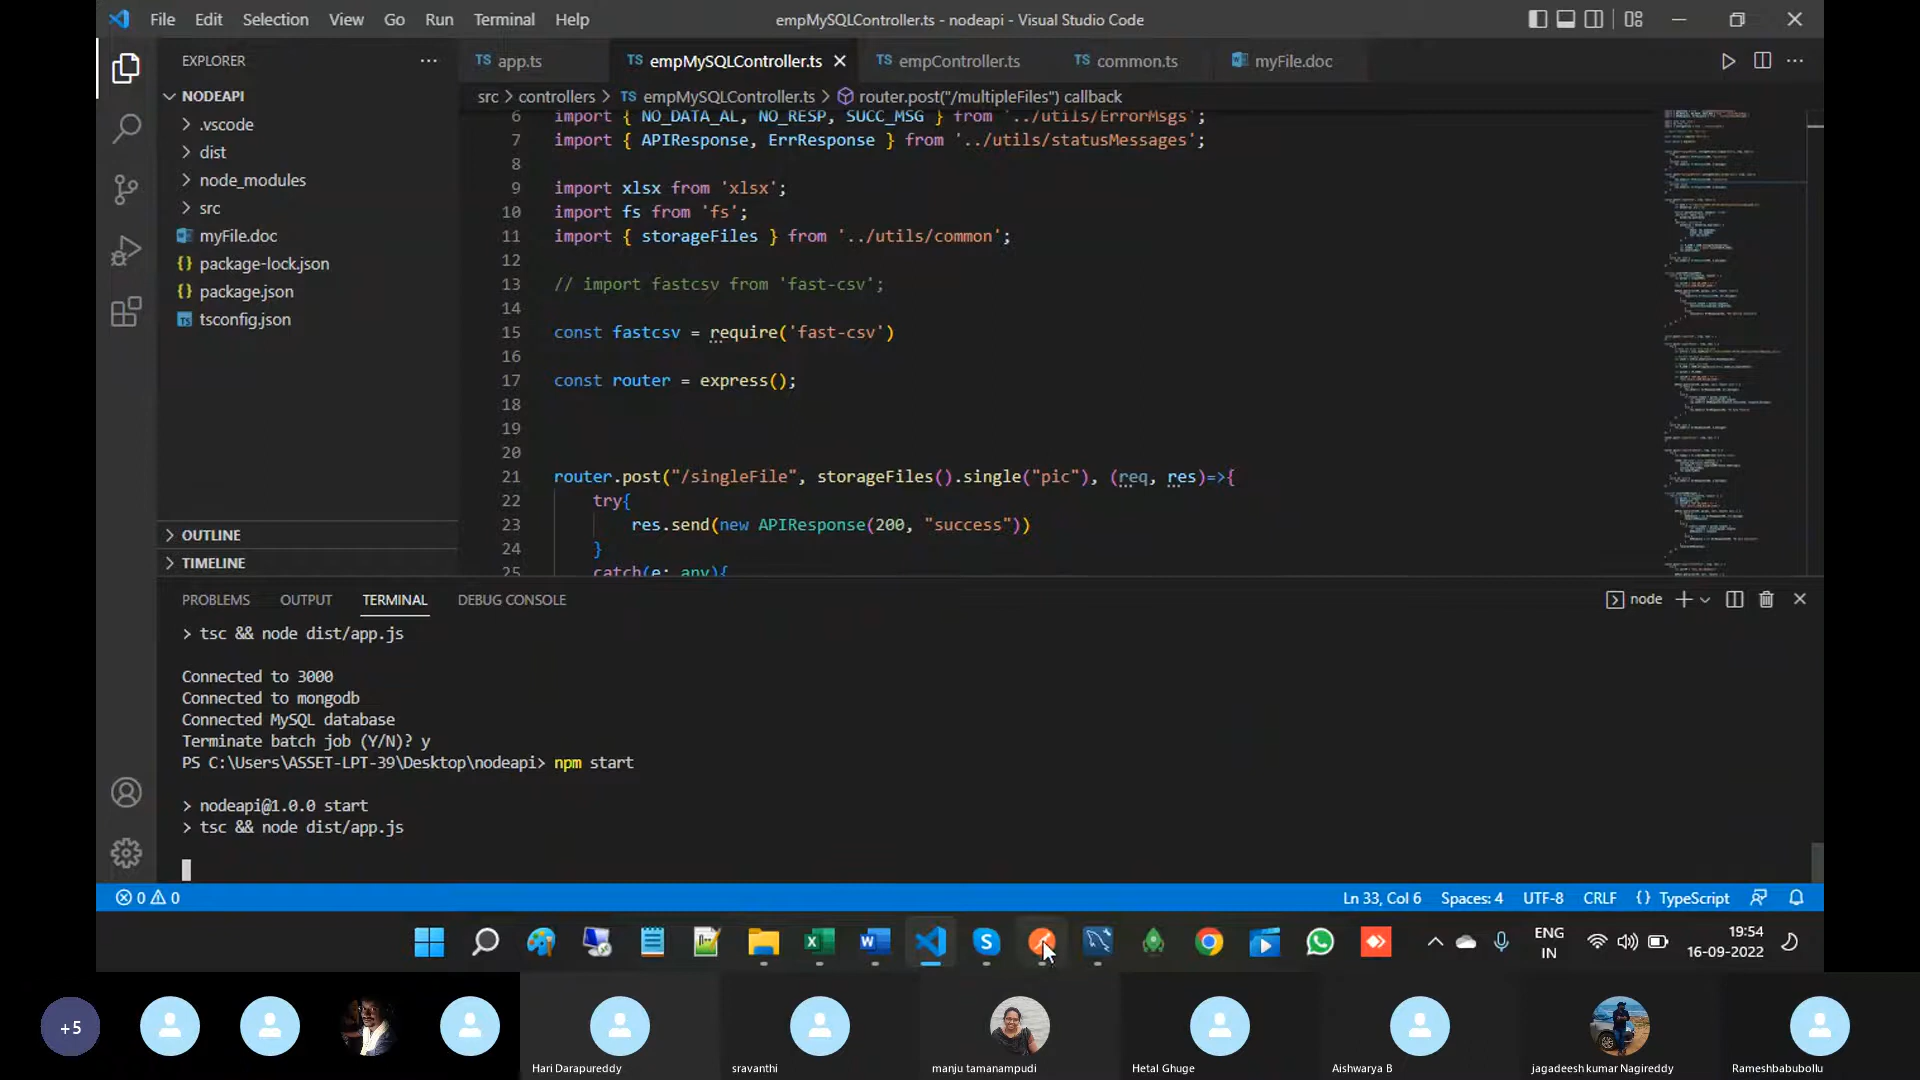 File Edit Selection View Go Run Terminal Help
empMySQLController.ts - nodeapi - Visual Studio Code
EXPLORER
TS app.ts
TS empMySQLController.ts
TS empController.ts
TS common.ts
myFile.doc
src > controllers > TS empMySQLController.ts > router.post("/multipleFiles") callback
NODEAPI
.vscode
dist
node_modules
src
myFile.doc
{} package-lock.json
{} package.json
TS tsconfig.json
OUTLINE
TIMELINE
6 import { NO_DATA_AL, NO_RESP, SUCC_MSG } from '../utils/ErrorMsgs';
7 import { APIResponse, ErrResponse } from '../utils/statusMessages';
8
9 import xlsx from 'xlsx';
10 import fs from 'fs';
11 import { storageFiles } from '../utils/common';
12
13 // import fastcsv from 'fast-csv';
14
15 const fastcsv = require('fast-csv')
16
17 const router = express();
18
19
20
21 router.post("/singleFile", storageFiles().single("pic"), (req, res)=>{
22 try{
23 res.send(new APIResponse(200, "success"))
24 }
25 catch(e: any){
PROBLEMS OUTPUT TERMINAL DEBUG CONSOLE
node
> tsc && node dist/app.js
Connected to 3000
Connected to mongodb
Connected MySQL database
Terminate batch job (Y/N)? y
PS C:\Users\ASSET-LPT-39\Desktop\nodeapi> npm start
> nodeapi@1.0.0 start
> tsc && node dist/app.js
0 0
Ln 33, Col 6 Spaces: 4 UTF-8 CRLF {} TypeScript
ENG
IN
19:54
16-09-2022
+5
Hari Darapureddy
sravanthi
manju tamanampudi
Hetal Ghuge
Aishwarya B
jagadeesh kumar Nagireddy
Rameshbabubollu